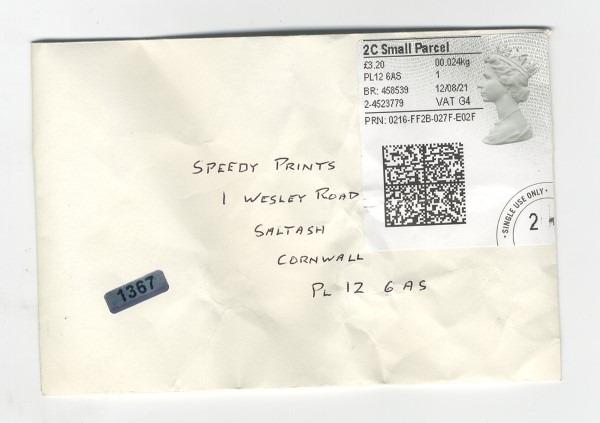 2C Small Parcel
£3.20 00.024kg
PL12 6AS 1
BR: 458539 12/08/21
2-4523779 VAT G4
PRN: 0216-FF2B-027F-E02F
SPEEDY PRINTS
1 WESLEY ROAD
SALTASH
CORNWALL
PL 12 6AS
• SINGLE USE ONLY •
2
1367